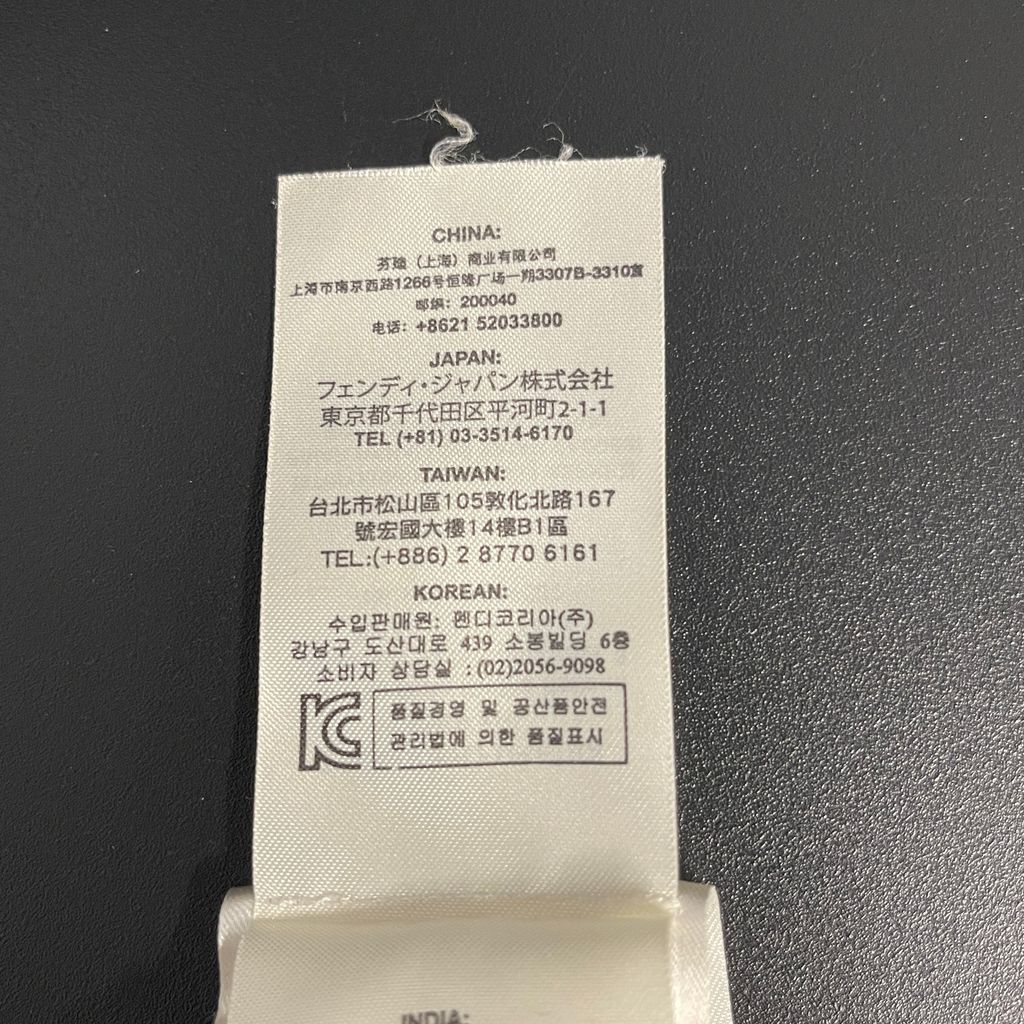 CHINA:
芬迪（上海）商业有限公司
上海市南京西路1266号恒隆广场一期3307B-3310室
邮编: 200040
电话: +8621 52033800
JAPAN:
フェンディ・ジャパン株式会社
東京都千代田区平河町2-1-1
TEL (+81) 03-3514-6170
TAIWAN:
台北市松山區105敦化北路167
號宏國大樓14樓B1區
TEL:(+886) 2 8770 6161
KOREAN:
수입판매원: 펜디코리아(주)
강남구 도산대로 439 소봉빌딩 6층
소비자 상담실 :(02)2056-9098
KC
품질경영 및 공산품안전
관리법에 의한 품질표시
INDIA: